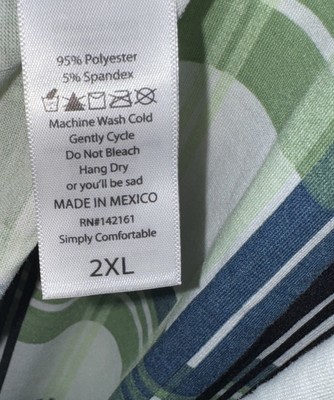 95% Polyester
5% Spandex
Machine Wash Cold
Gently Cycle
Do Not Bleach
Hang Dry
or you'll be sad
MADE IN MEXICO
RN#142161
Simply Comfortable
2XL